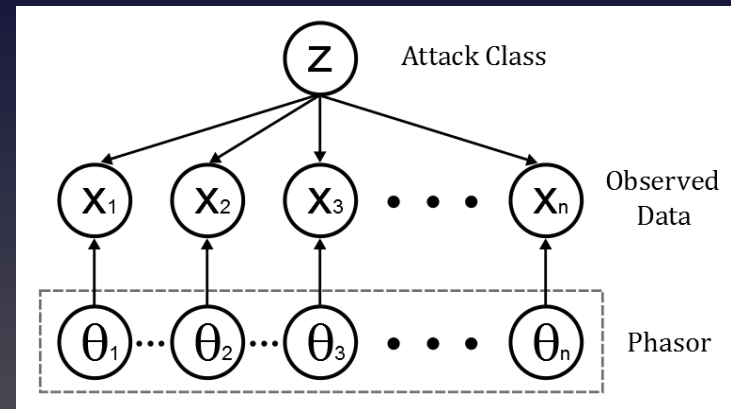 Z Attack Class
X1 X2 X3 • • • Xn Observed Data
θ1 ... θ2 ... θ3 • • • θn Phasor